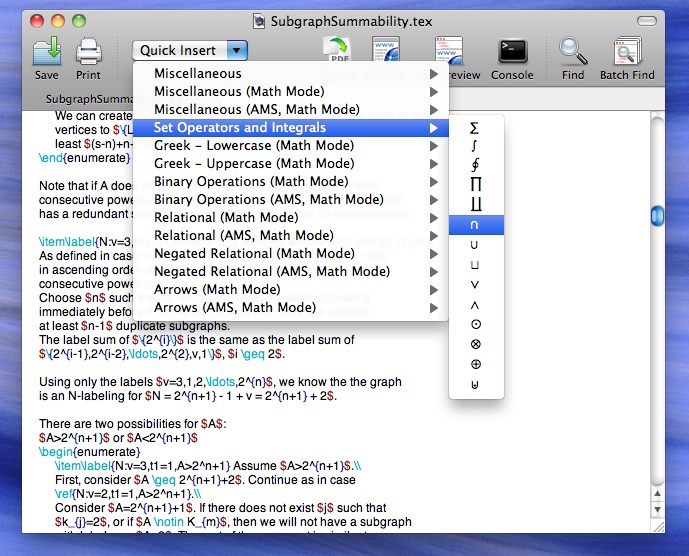 SubgraphSummability.tex
Save
Print
Quick Insert
PDF
review
Console
Find
Batch Find
SubgraphSumma
Miscellaneous
Miscellaneous (Math Mode)
Miscellaneous (AMS, Math Mode)
Set Operators and Integrals
Greek – Lowercase (Math Mode)
Greek – Uppercase (Math Mode)
Binary Operations (Math Mode)
Binary Operations (AMS, Math Mode)
Relational (Math Mode)
Relational (AMS, Math Mode)
Negated Relational (Math Mode)
Negated Relational (AMS, Math Mode)
Arrows (Math Mode)
Arrows (AMS, Math Mode)
∑
∫
∮
∏
∐
∩
∪
⊔
∨
∧
⊙
⊗
⊕
⊎
We can create
vertices to $\{L
least $(s-n)+n-
\end{enumerate}
Note that if A does
consecutive power
has a redundant s
\item\label{N:v=3,
As defined in case
in ascending orde
consecutive powe
Choose $n$ such
immediately befor
at least $n-1$ duplicate subgraphs.
The label sum of $\{2^{i}\}$ is the same as the label sum of
$\{2^{i-1},2^{i-2},\ldots,2^{2},v,1\}$, $i \geq 2$.
Using only the labels $v=3,1,2,\ldots,2^{n}$, we know the the graph
is an N-labeling for $N = 2^{n+1} - 1 + v = 2^{n+1} + 2$.
There are two possibilities for $A$:
$A>2^{n+1}$ or $A<2^{n+1}$
\begin{enumerate}
\item\label{N:v=3,t1=1,A>2^n+1} Assume $A>2^{n+1}$.\\
First, consider $A \geq 2^{n+1}+2$. Continue as in case
\ref{N:v=2,t1=1,A>2^n+1}.\\
Consider $A=2^{n+1}+1$. If there does not exist $j$ such that
$k_{j}=2$, or if $A \notin K_{m}$, then we will not have a subgraph